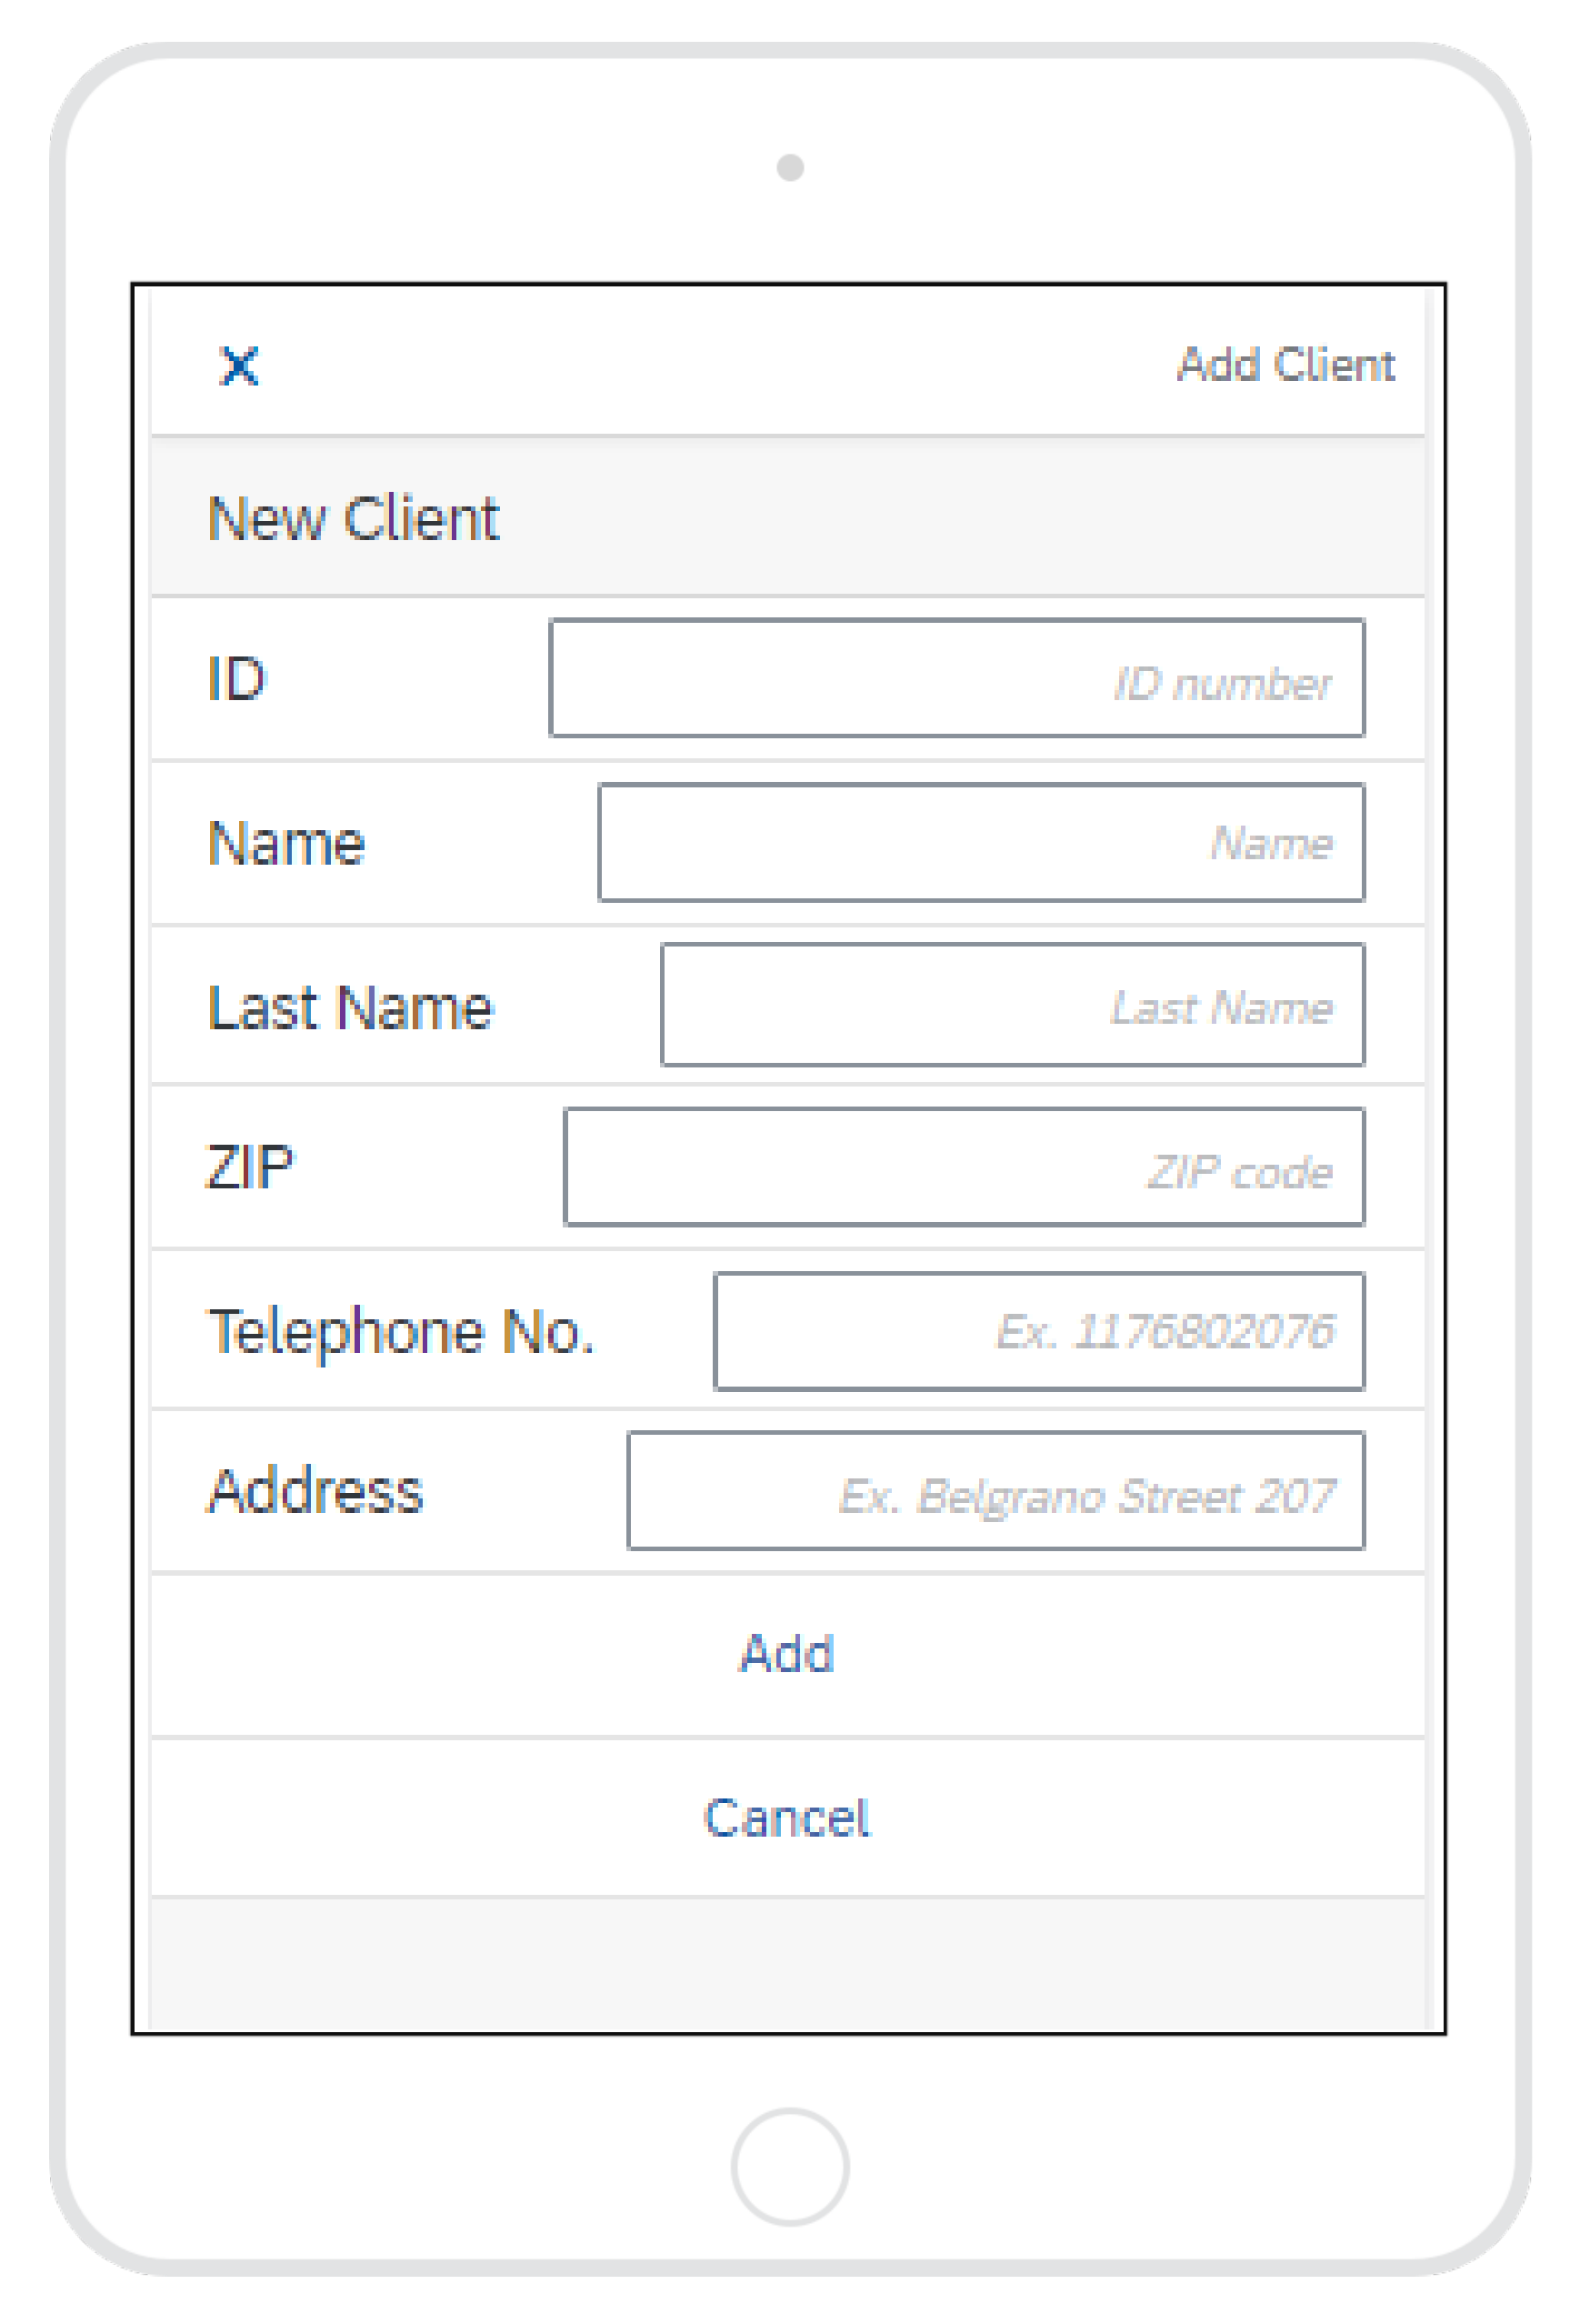 × Add Client
New Client
ID ID number
Name Name
Last Name Last Name
ZIP ZIP code
Telephone No. Ex. 1176802076
Address Ex. Belgrano Street 207
Add
Cancel